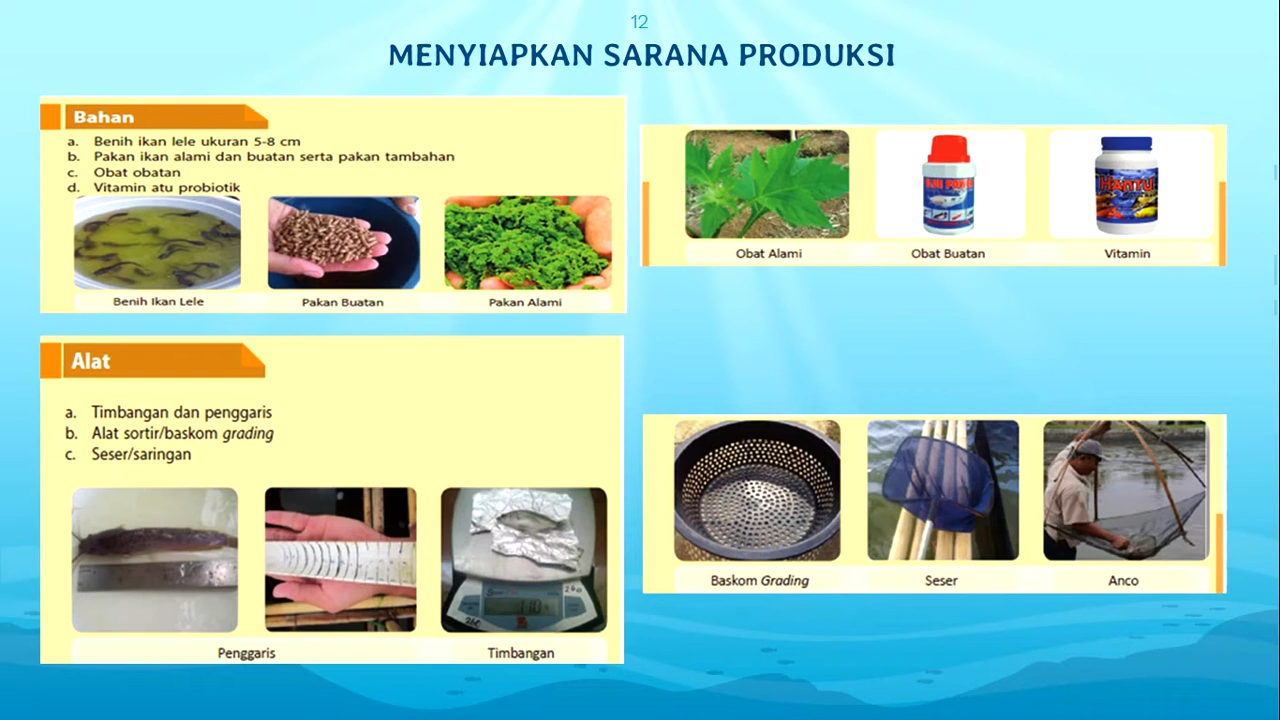 12
MENYIAPKAN SARANA PRODUKSI
Bahan
a. Benih ikan lele ukuran 5-8 cm
b. Pakan ikan alami dan buatan serta pakan tambahan
c. Obat obatan
d. Vitamin atu probiotik
Benih Ikan Lele Pakan Buatan Pakan Alami
HANTU
Obat Alami Obat Buatan Vitamin
Alat
a. Timbangan dan penggaris
b. Alat sortir/baskom grading
c. Seser/saringan
Penggaris Timbangan
Baskom Grading Seser Anco